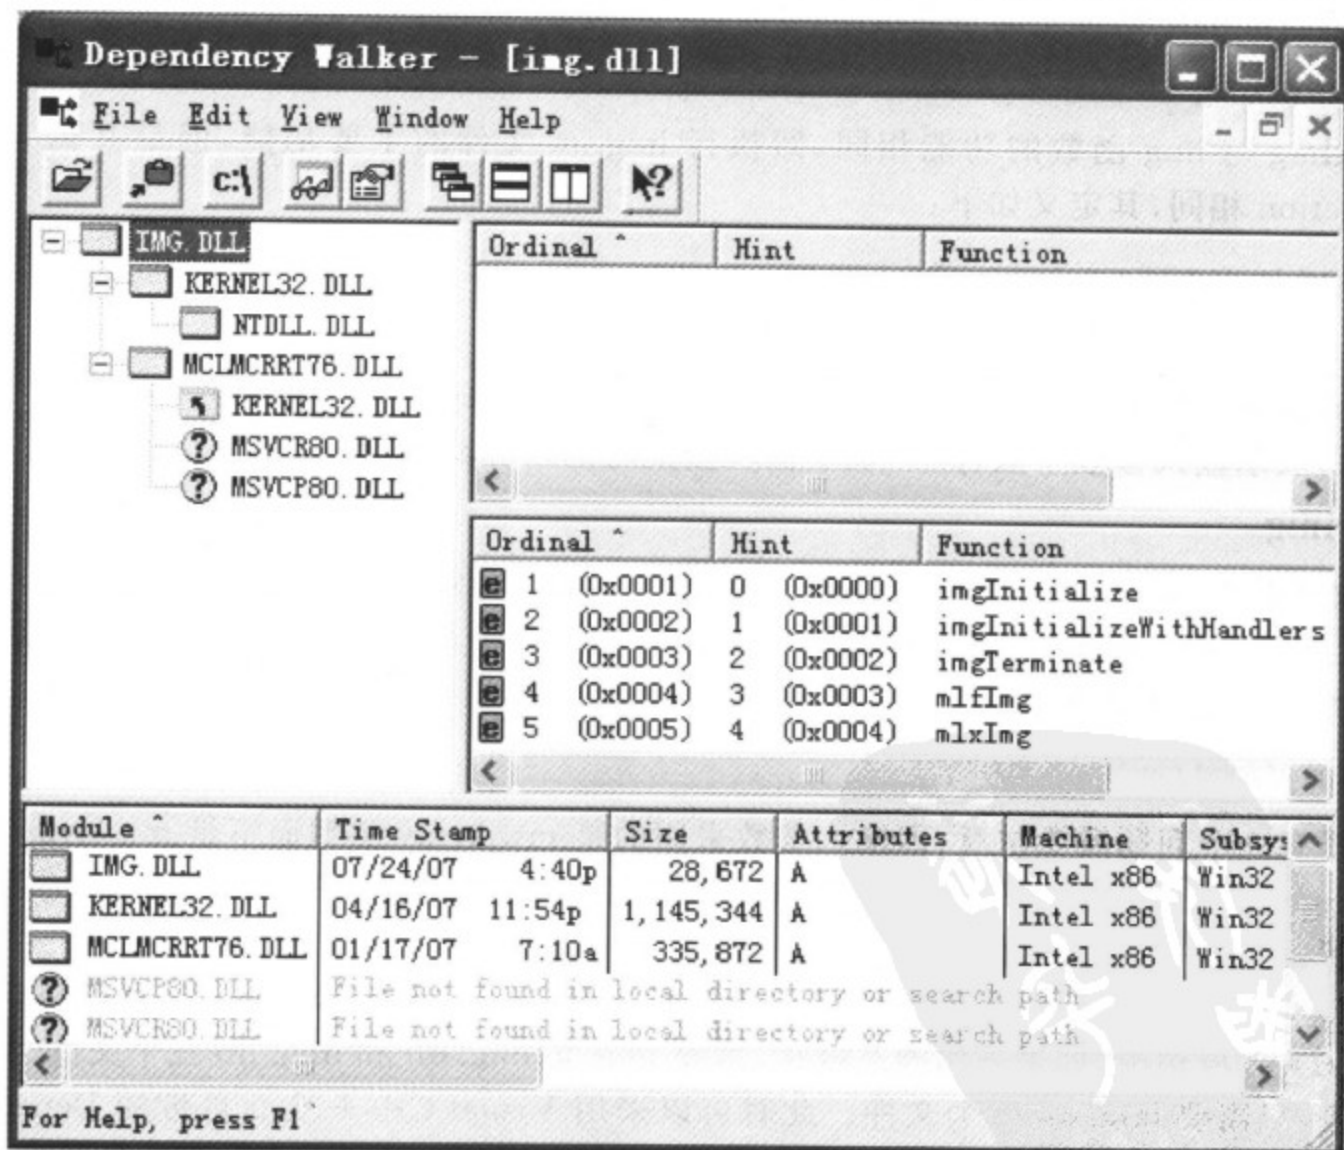 Dependency Walker - [img.dll]
File Edit View Window Help
c:\
IMG.DLL
KERNEL32.DLL
NTDLL.DLL
MCLMCRRT76.DLL
KERNEL32.DLL
MSVCR80.DLL
MSVCP80.DLL
Ordinal ^ Hint Function
Ordinal ^ Hint Function
e 1 (0x0001) 0 (0x0000) imgInitialize
e 2 (0x0002) 1 (0x0001) imgInitializeWithHandlers
e 3 (0x0003) 2 (0x0002) imgTerminate
e 4 (0x0004) 3 (0x0003) mlfImg
e 5 (0x0005) 4 (0x0004) mlxImg
Module ^ Time Stamp Size Attributes Machine Subsys
IMG.DLL 07/24/07 4:40p 28,672 A Intel x86 Win32
KERNEL32.DLL 04/16/07 11:54p 1,145,344 A Intel x86 Win32
MCLMCRRT76.DLL 01/17/07 7:10a 335,872 A Intel x86 Win32
MSVCP80.DLL File not found in local directory or search path
MSVCR80.DLL File not found in local directory or search path
For Help, press F1